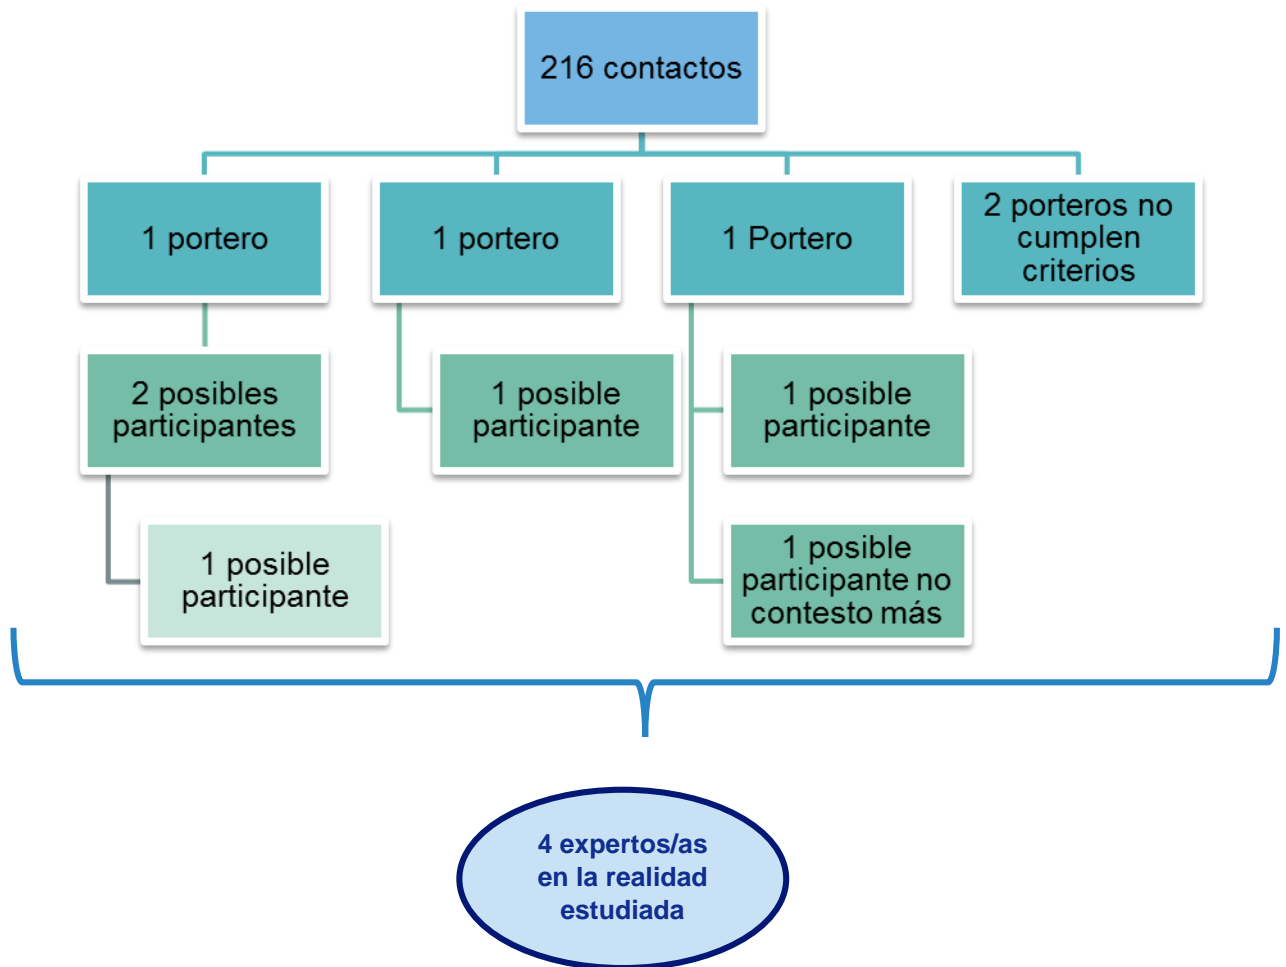 216 contactos
1 portero
1 portero
1 Portero
2 porteros no
cumplen
criterios
2 posibles
participantes
1 posible
participante
1 posible
participante
1 posible
participante
1 posible
participante no
contesto más
4 expertos/as
en la realidad
estudiada